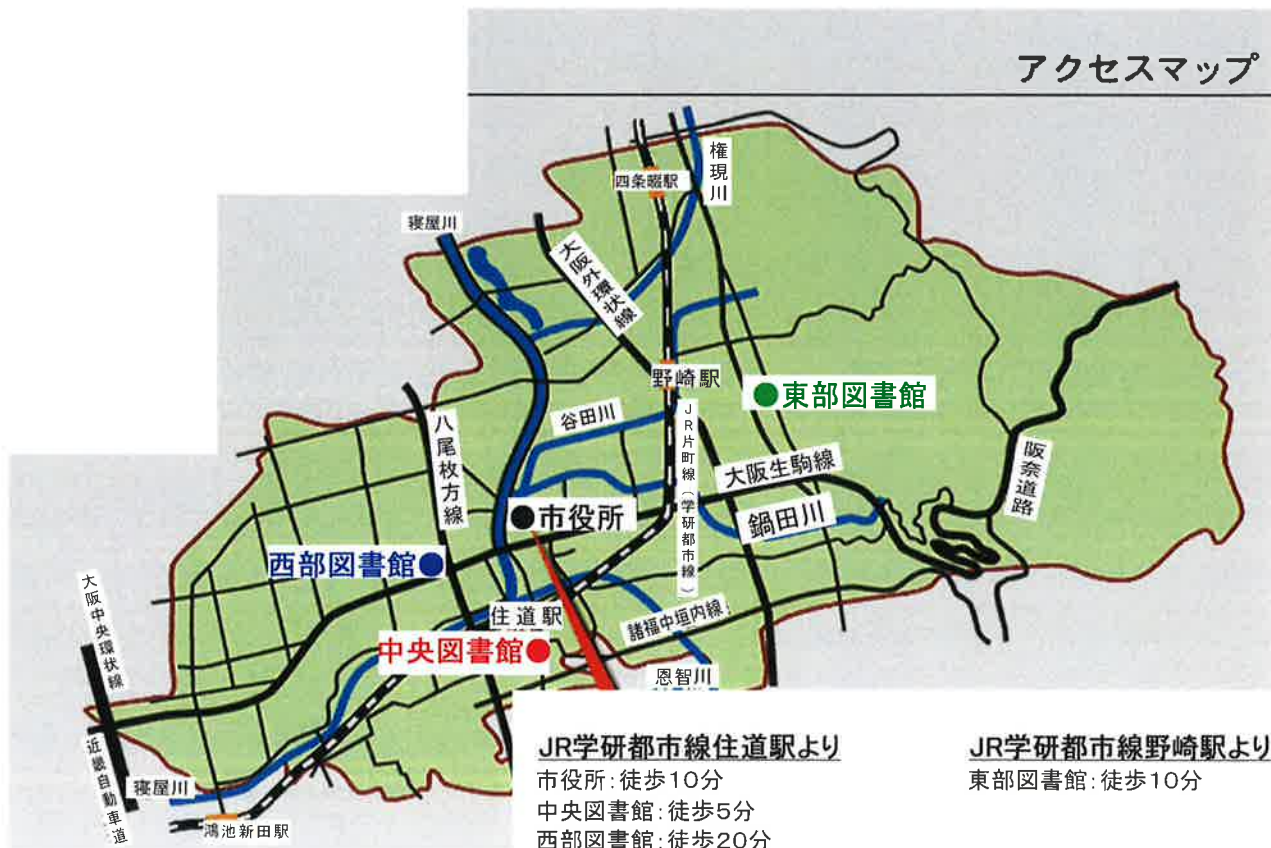 アクセスマップ
権現川
四条畷駅
寝屋川
大阪外環状線
野崎駅
東部図書館
谷田川
JR片町線(学研都市線)
八尾枚方線
大阪生駒線
阪奈道路
鍋田川
市役所
西部図書館
大阪中央環状線
住道駅
諸福中垣内線
中央図書館
恩智川
近畿自動車道
寝屋川
鴻池新田駅
JR学研都市線住道駅より
市役所:徒歩10分
中央図書館:徒歩5分
西部図書館:徒歩20分
JR学研都市線野崎駅より
東部図書館:徒歩10分